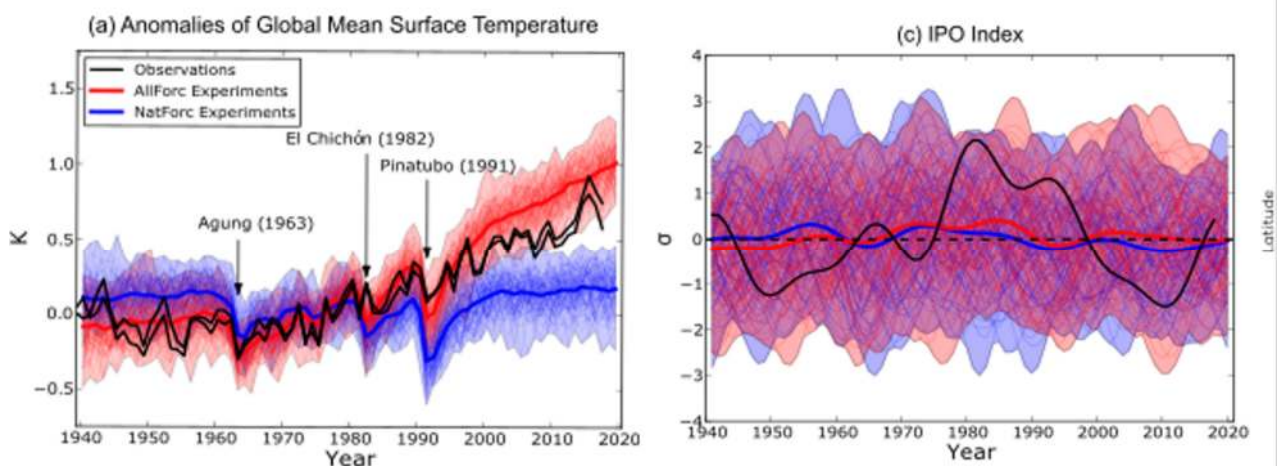 (a) Anomalies of Global Mean Surface Temperature
Observations
AllForc Experiments
NatForc Experiments
El Chichón (1982)
Pinatubo (1991)
Agung (1963)
K
1.5
1.0
0.5
0.0
−0.5
1940 1950 1960 1970 1980 1990 2000 2010 2020
Year
(c) IPO Index
σ
4
3
2
1
0
−1
−2
−3
−4
1940 1950 1960 1970 1980 1990 2000 2010 2020
Year
Latitude